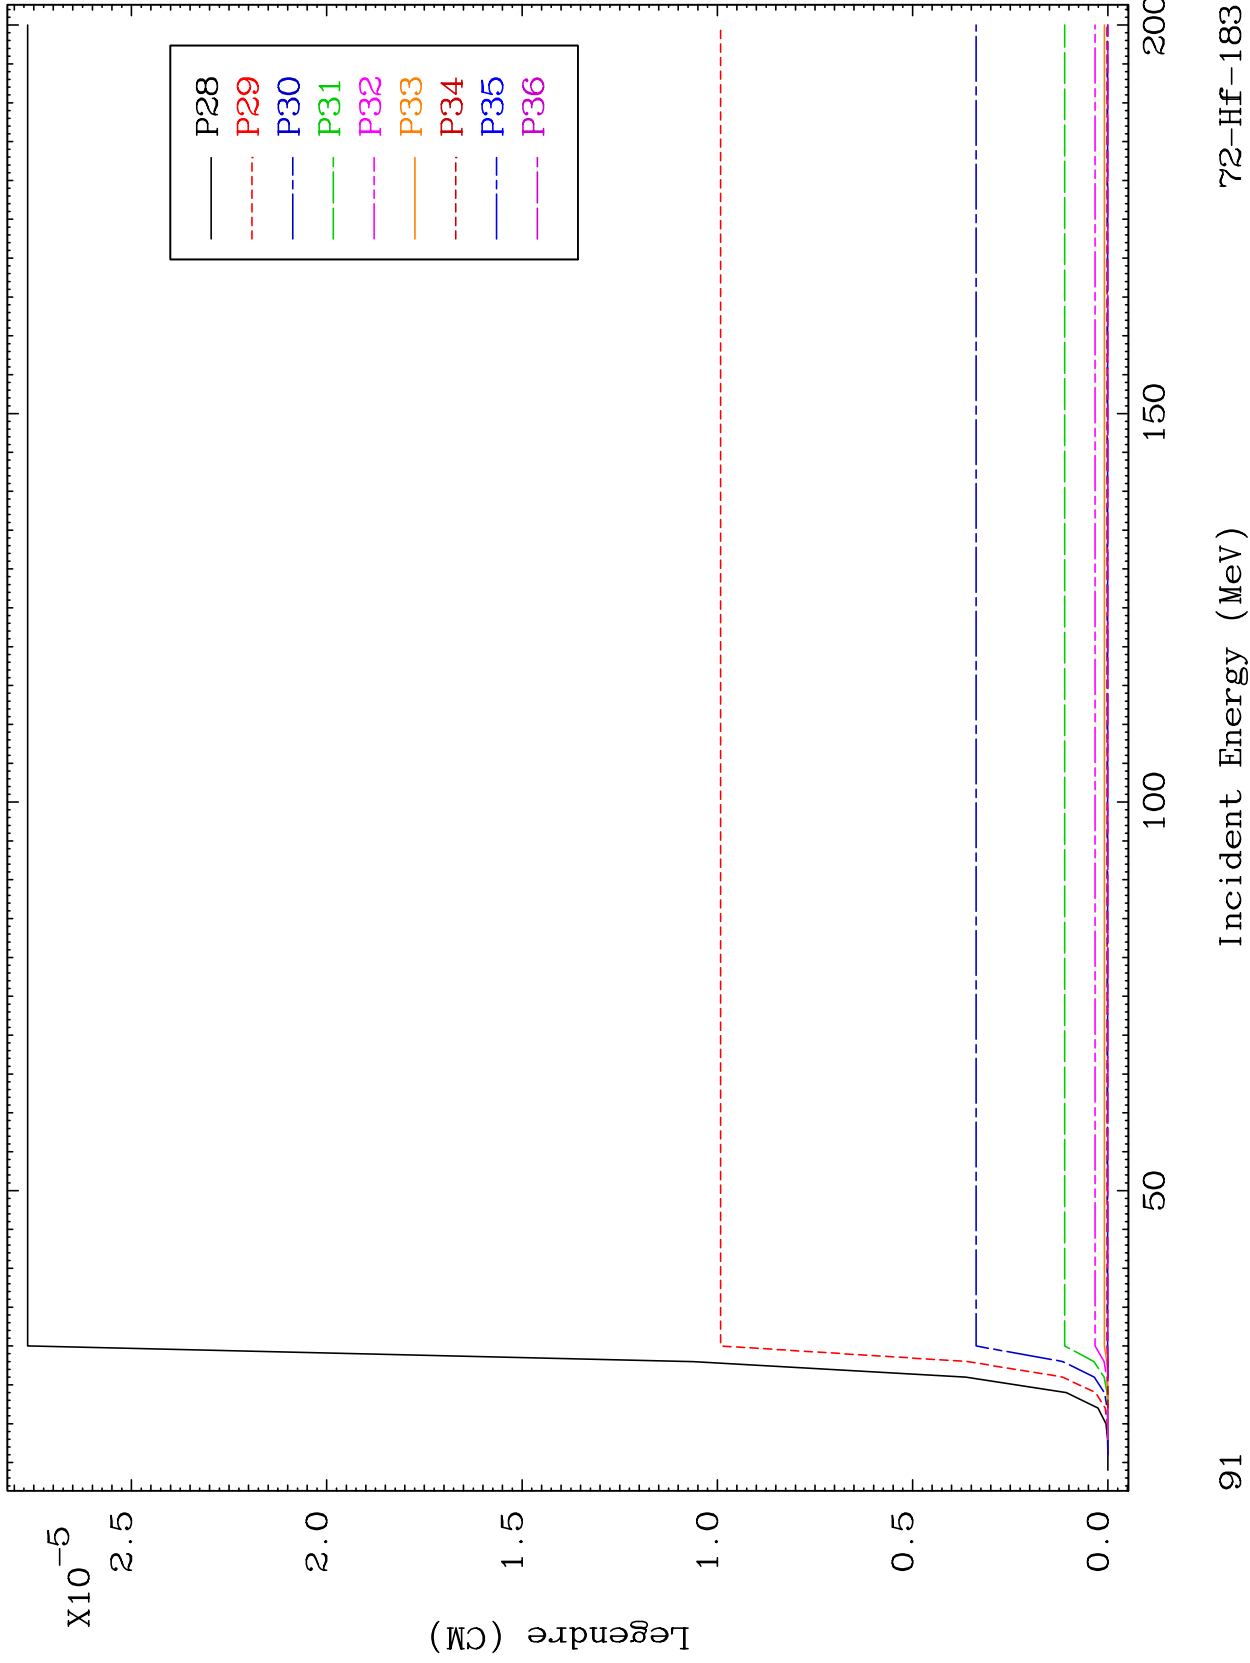 X10-5
2.5
2.0
1.5
1.0
0.5
0.0
Legendre (CM)
P28
P29
P30
P31
P32
P33
P34
P35
P36
50
100
150
200
Incident Energy (MeV)
91
72-Hf-183